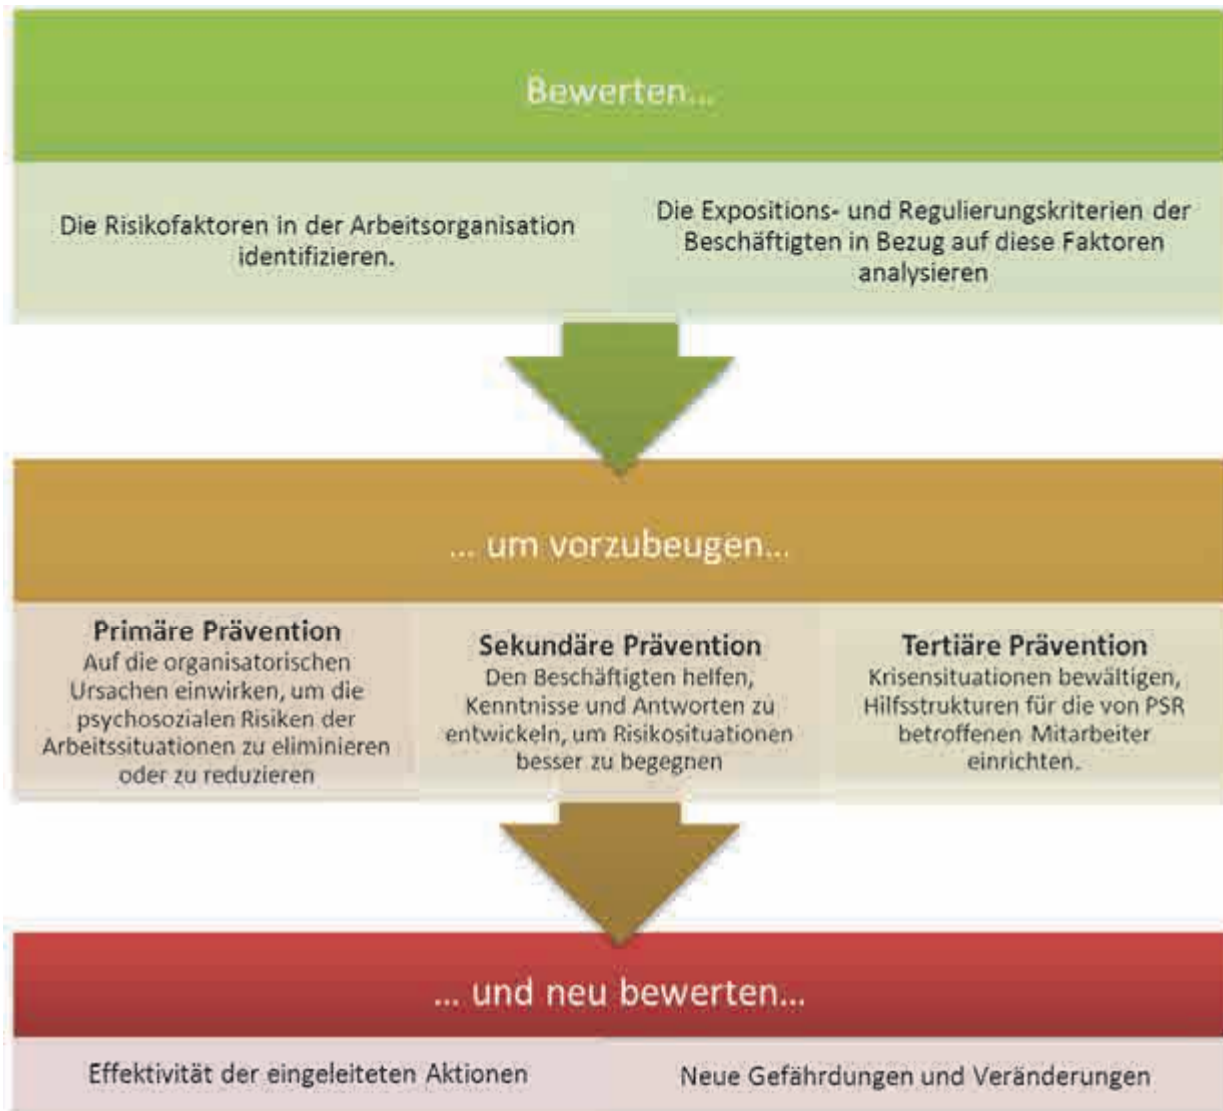 Bewerten...
Die Risikofaktoren in der Arbeitsorganisation
identifizieren.
Die Expositions- und Regulierungskriterien der
Beschäftigten in Bezug auf diese Faktoren
analysieren
... um vorzubeugen...
Primäre Prävention
Auf die organisatorischen
Ursachen einwirken, um die
psychosozialen Risiken der
Arbeitssituationen zu eliminieren
oder zu reduzieren
Sekundäre Prävention
Den Beschäftigten helfen,
Kenntnisse und Antworten zu
entwickeln, um Risikosituationen
besser zu begegnen
Tertiäre Prävention
Krisensituationen bewältigen,
Hilfsstrukturen für die von PSR
betroffenen Mitarbeiter
einrichten.
... und neu bewerten...
Effektivität der eingeleiteten Aktionen
Neue Gefährdungen und Veränderungen